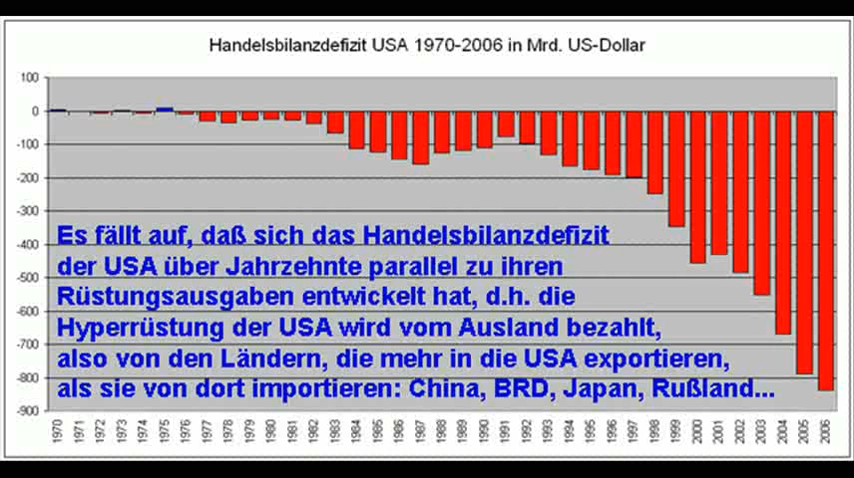 Handelsbilanzdefizit USA 1970-2006 in Mrd. US-Dollar
100
0
-100
-200
-300
-400
-500
-600
-700
-800
-900
Es fällt auf, daß sich das Handelsbilanzdefizit
der USA über Jahrzehnte parallel zu ihren
Rüstungsausgaben entwickelt hat, d.h. die
Hyperrüstung der USA wird vom Ausland bezahlt,
also von den Ländern, die mehr in die USA exportieren,
als sie von dort importieren: China, BRD, Japan, Rußland...
1970 1971 1972 1973 1974 1975 1976 1977 1978 1979 1980 1981 1982 1983 1984 1985 1986 1987 1988 1989 1990 1991 1992 1993 1994 1995 1996 1997 1998 1999 2000 2001 2002 2003 2004 2005 2006